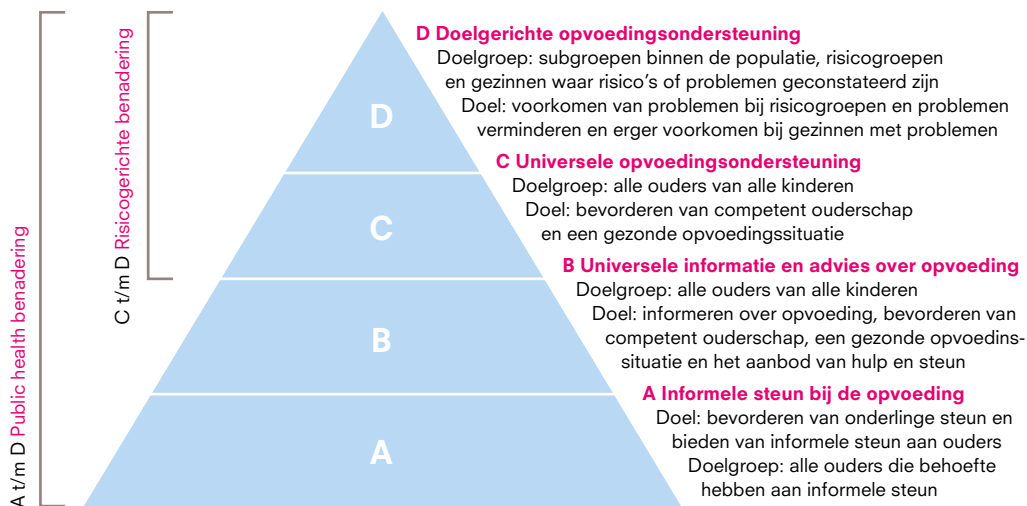 A t/m D Public health benadering
C t/m D Risicogerichte benadering
D
C
B
A
D Doelgerichte opvoedingsondersteuning
Doelgroep: subgroepen binnen de populatie, risicogroepen
en gezinnen waar risico's of problemen geconstateerd zijn
Doel: voorkomen van problemen bij risicogroepen en problemen
verminderen en erger voorkomen bij gezinnen met problemen
C Universele opvoedingsondersteuning
Doelgroep: alle ouders van alle kinderen
Doel: bevorderen van competent ouderschap
en een gezonde opvoedingssituatie
B Universele informatie en advies over opvoeding
Doelgroep: alle ouders van alle kinderen
Doel: informeren over opvoeding, bevorderen van
competent ouderschap, een gezonde opvoedins-
situatie en het aanbod van hulp en steun
A Informele steun bij de opvoeding
Doel: bevorderen van onderlinge steun en
bieden van informele steun aan ouders
Doelgroep: alle ouders die behoefte
hebben aan informele steun